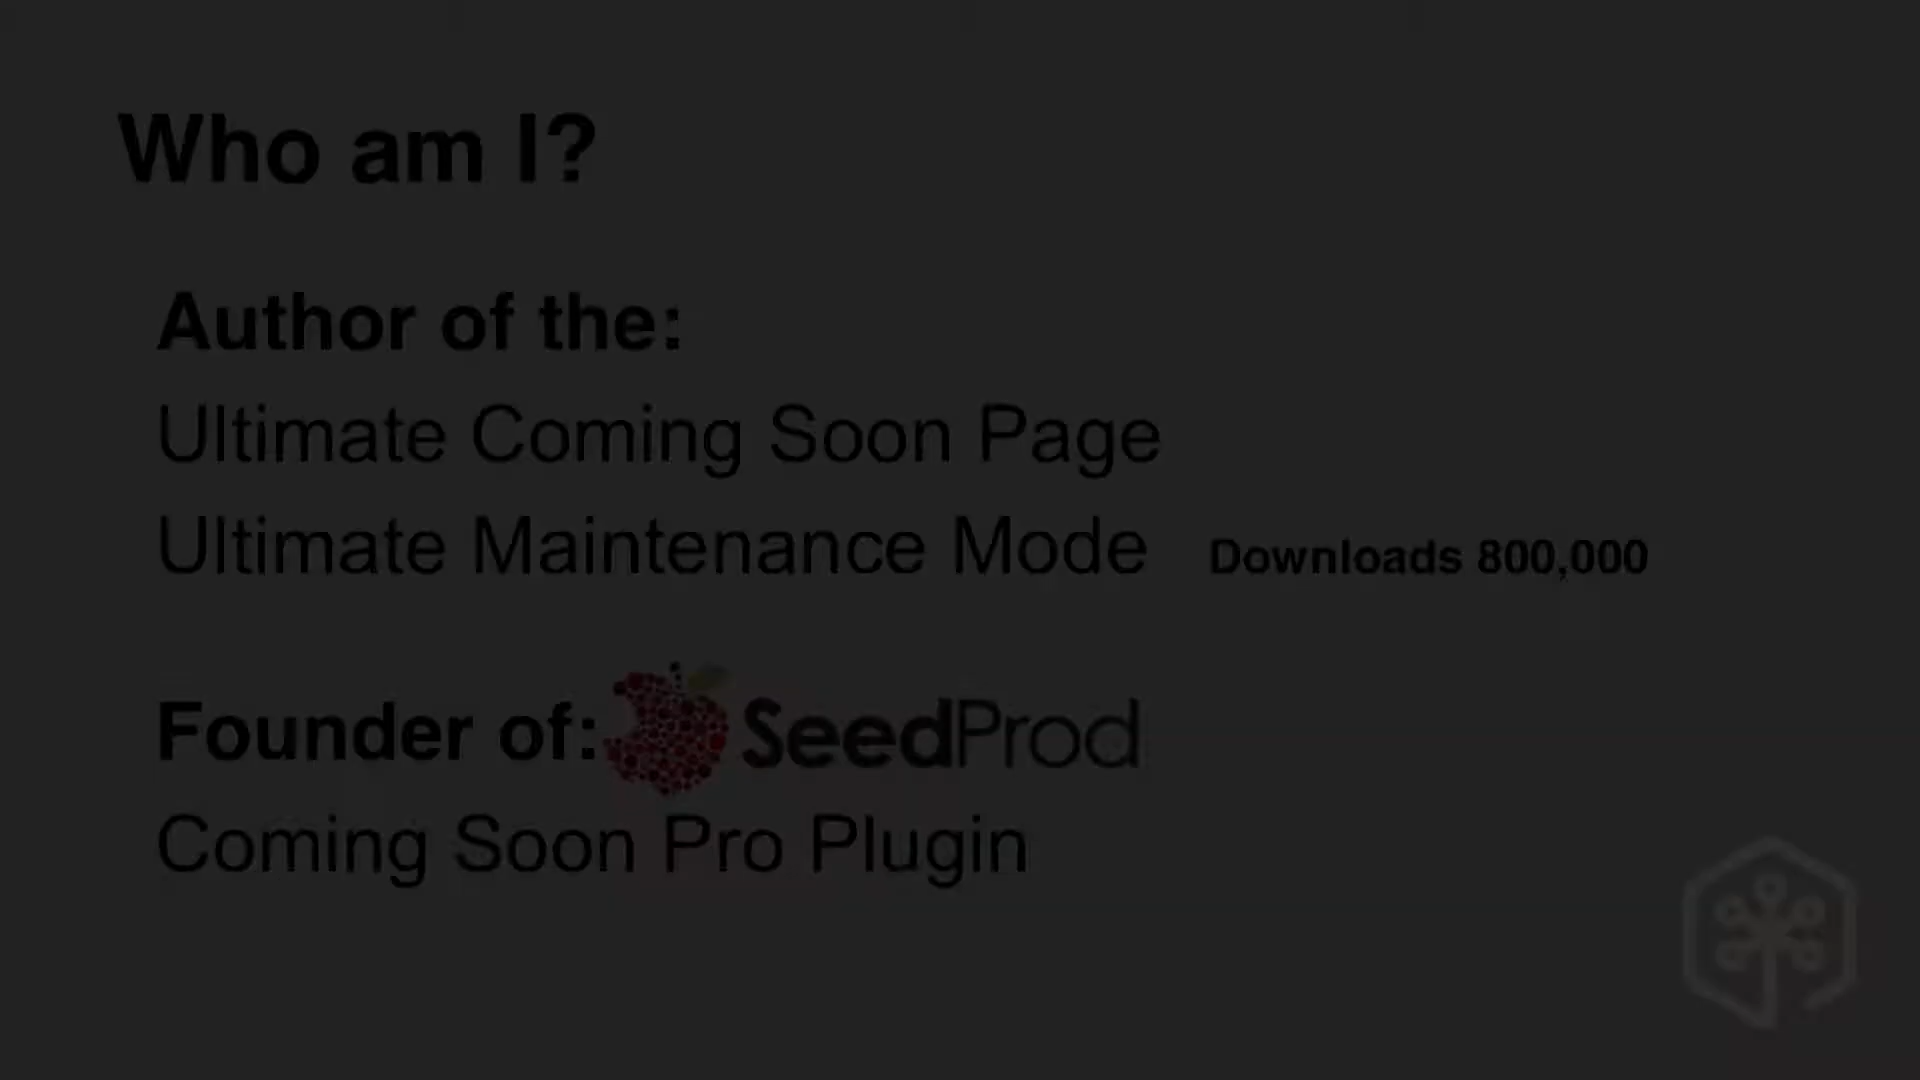 Who am I?
Author of the:
Ultimate Coming Soon Page
Ultimate Maintenance Mode Downloads 800,000
Founder of: SeedProd
Coming Soon Pro Plugin